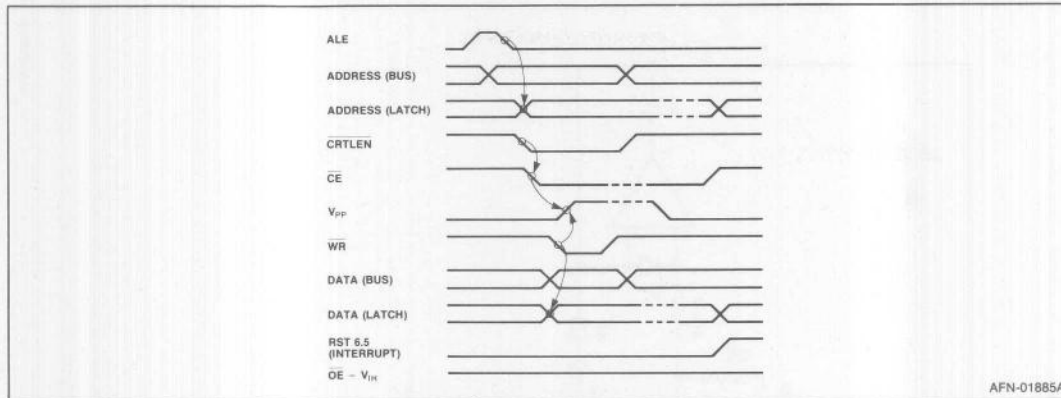 ALE
ADDRESS (BUS)
ADDRESS (LATCH)
CRTLEN
CE
VPP
WR
DATA (BUS)
DATA (LATCH)
RST 6.5
(INTERRUPT)
OE – VIH
AFN-01885A